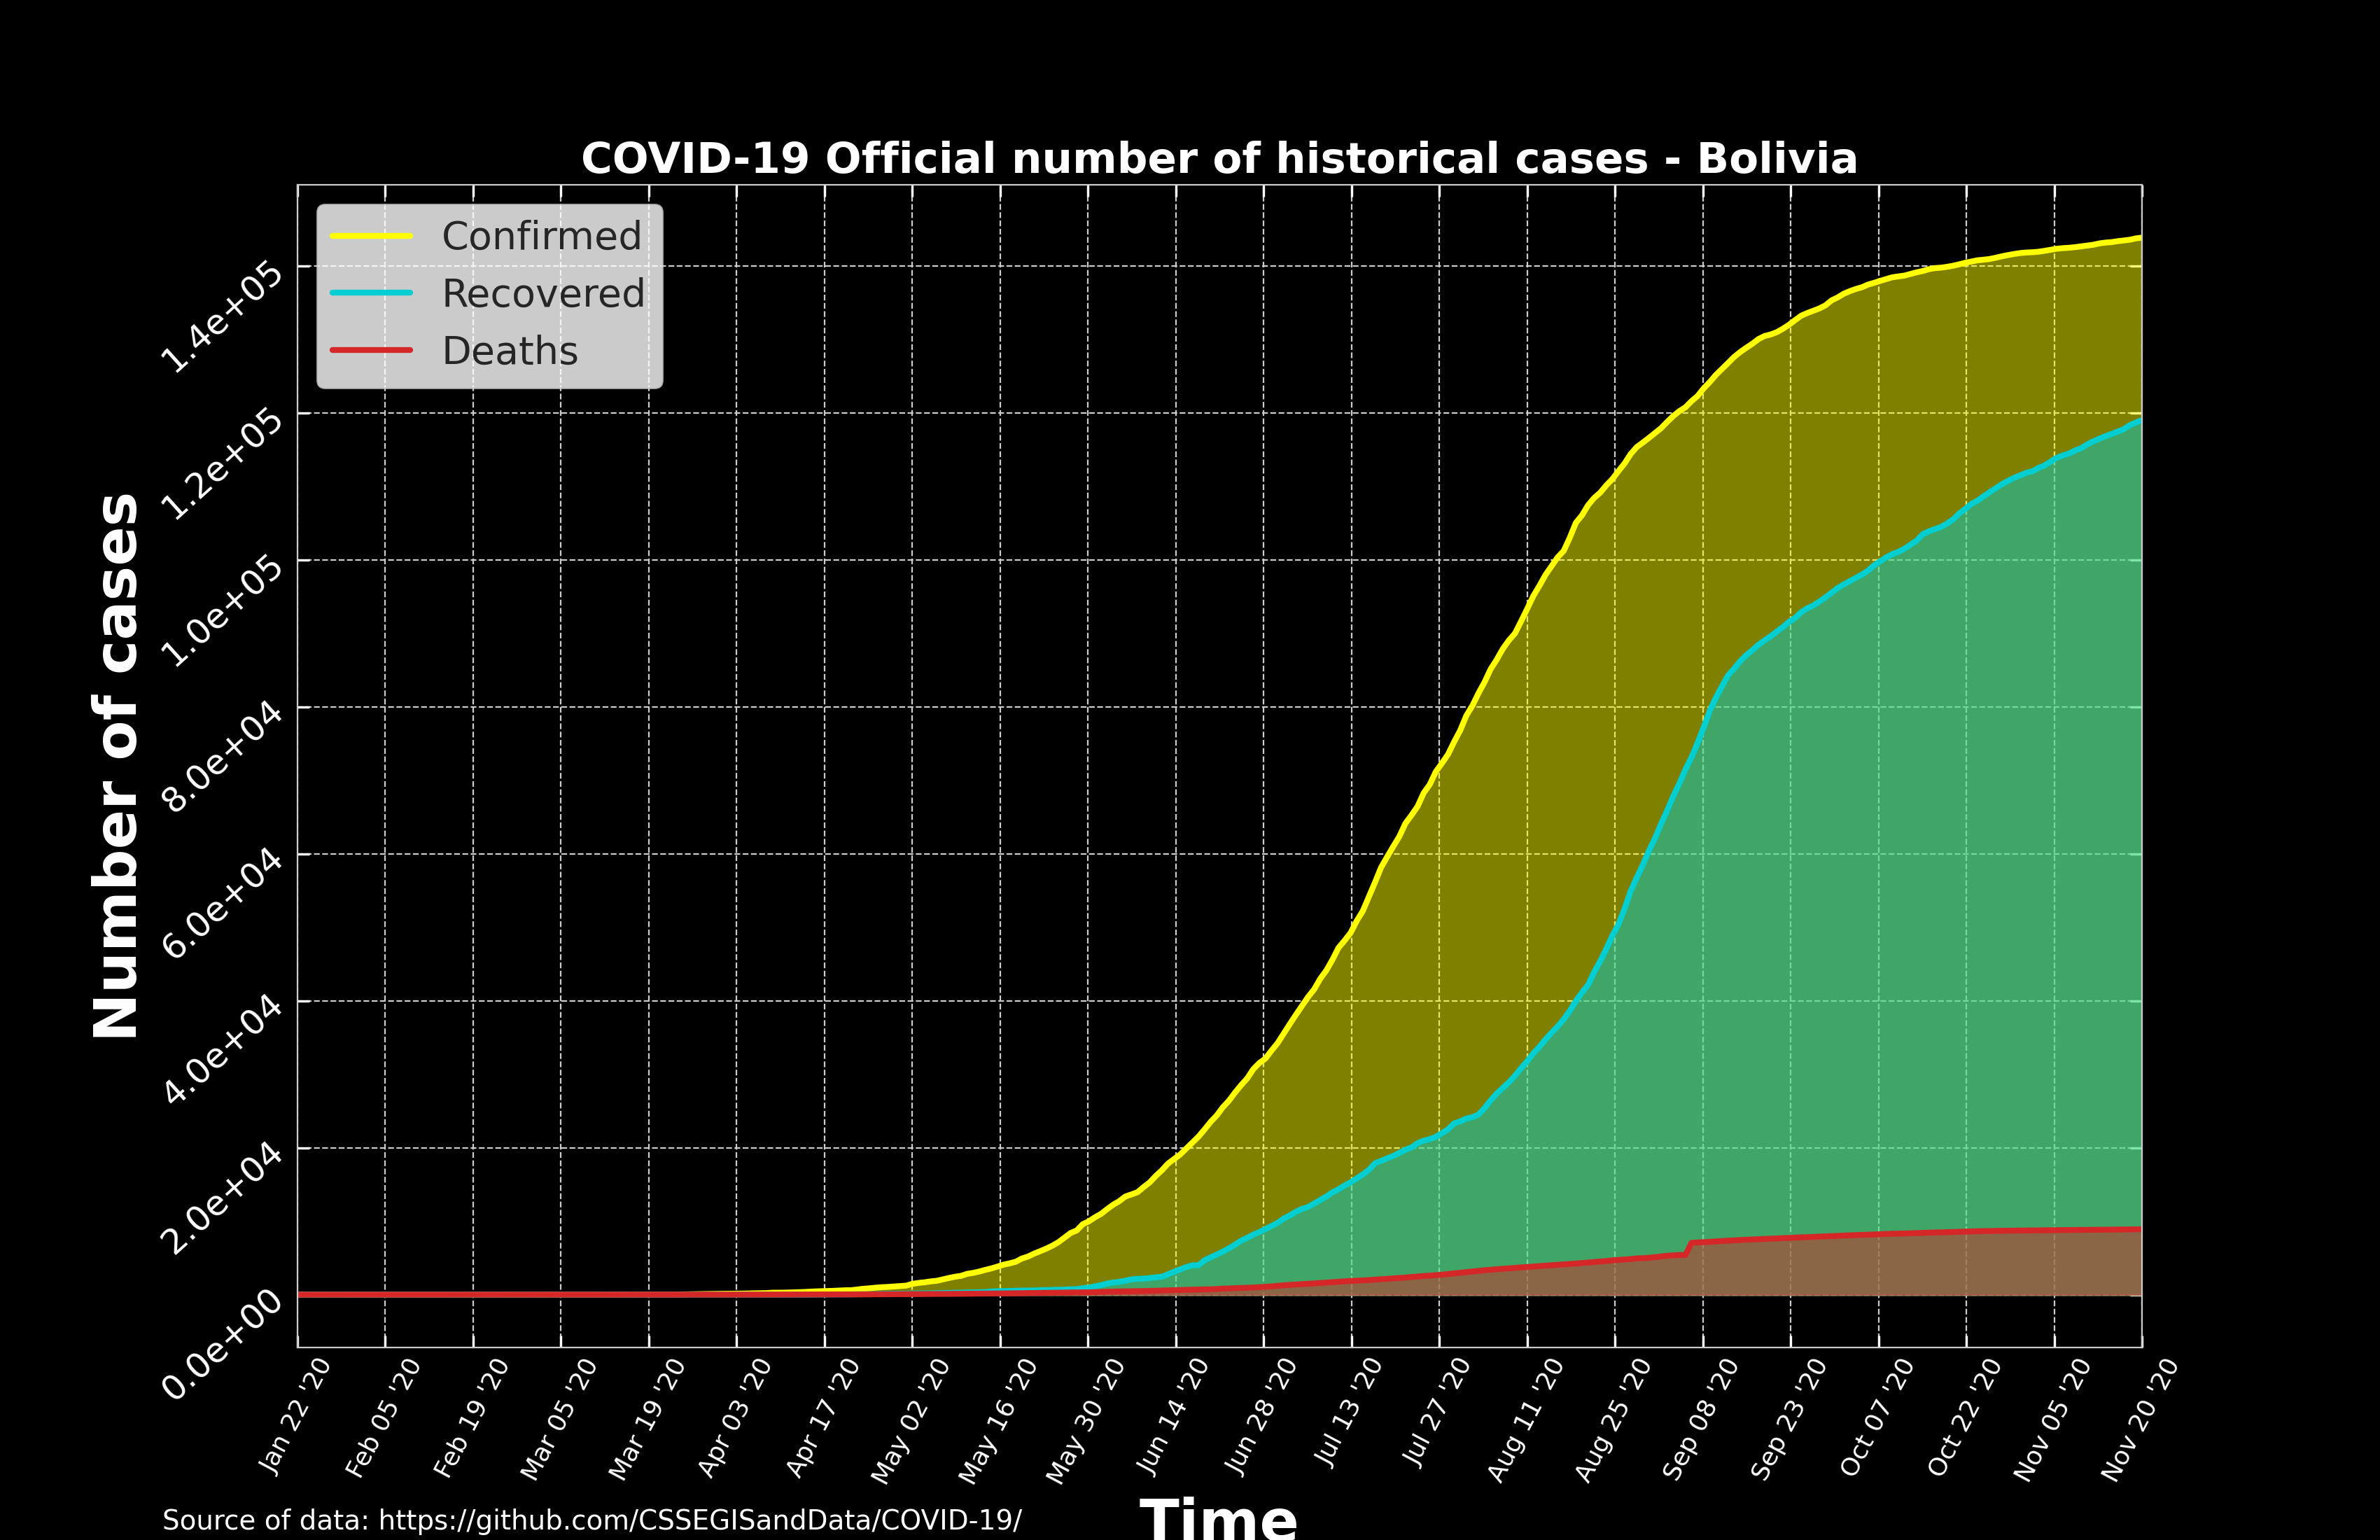 COVID-19 Official number of historical cases - Bolivia
Confirmed
Recovered
Deaths
Number of cases
1.4e+05
1.2e+05
1.0e+05
8.0e+04
6.0e+04
4.0e+04
2.0e+04
0.0e+00
Jan 22 '20
Feb 05 '20
Feb 19 '20
Mar 05 '20
Mar 19 '20
Apr 03 '20
Apr 17 '20
May 02 '20
May 16 '20
May 30 '20
Jun 14 '20
Jun 28 '20
Jul 13 '20
Jul 27 '20
Aug 11 '20
Aug 25 '20
Sep 08 '20
Sep 23 '20
Oct 07 '20
Oct 22 '20
Nov 05 '20
Nov 20 '20
Time
Source of data: https://github.com/CSSEGISandData/COVID-19/